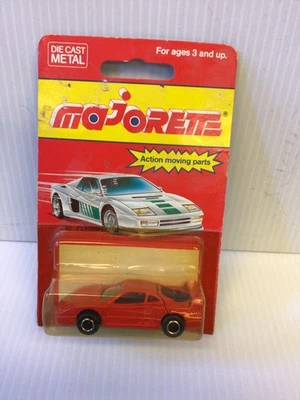 DIE CAST
METAL
For ages 3 and up.
MAJORETTE
Action moving parts